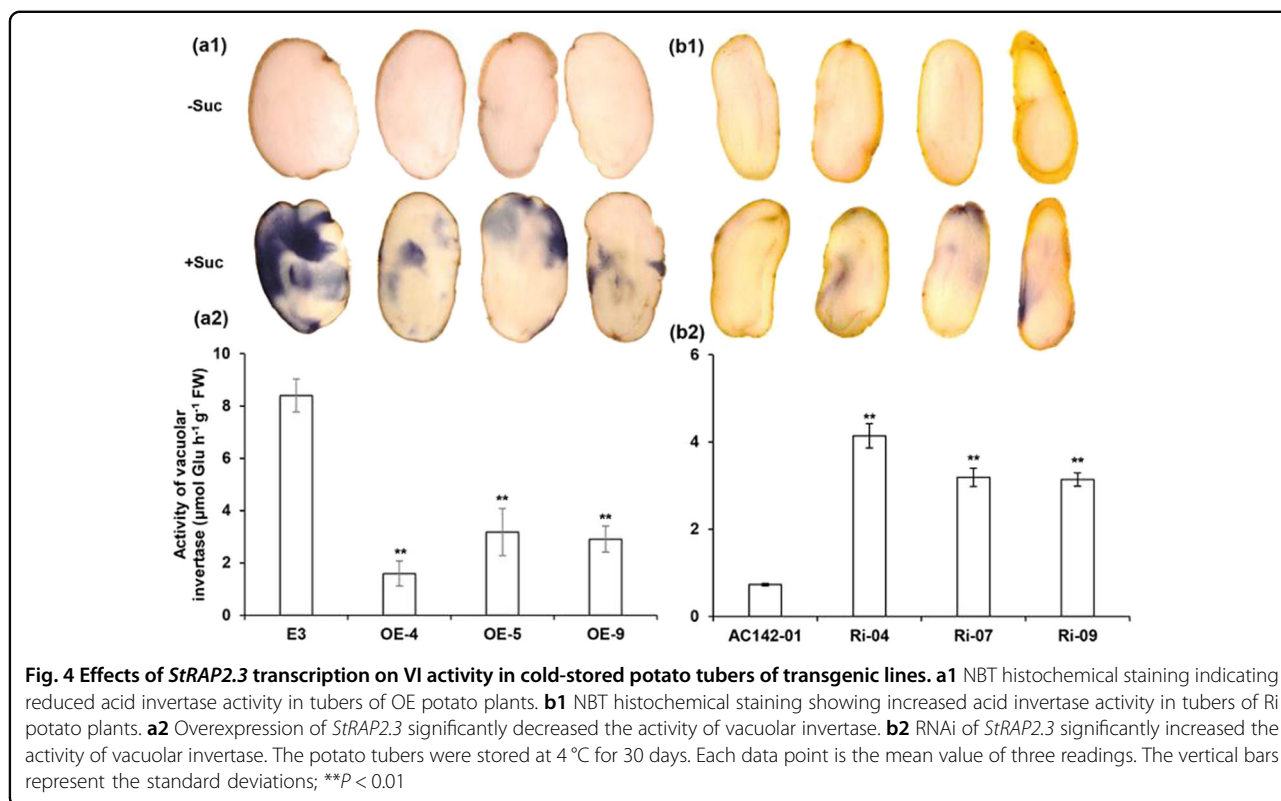 (a1)
(b1)
-Suc
+Suc
(a2)
(b2)
Activity of vacuolar
invertase (µmol Glu h⁻¹ g⁻¹ FW)
10
8
6
4
2
0
**
**
**
E3 OE-4 OE-5 OE-9
6
4
2
0
**
**
**
AC142-01 Ri-04 Ri-07 Ri-09
Fig. 4 Effects of StRAP2.3 transcription on VI activity in cold-stored potato tubers of transgenic lines. a1 NBT histochemical staining indicating
reduced acid invertase activity in tubers of OE potato plants. b1 NBT histochemical staining showing increased acid invertase activity in tubers of Ri
potato plants. a2 Overexpression of StRAP2.3 significantly decreased the activity of vacuolar invertase. b2 RNAi of StRAP2.3 significantly increased the
activity of vacuolar invertase. The potato tubers were stored at 4 °C for 30 days. Each data point is the mean value of three readings. The vertical bars
represent the standard deviations; **P < 0.01